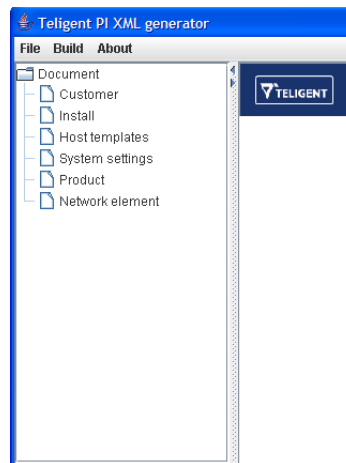 Teligent PI XML generator
File Build About
Document
Customer
Install
Host templates
System settings
Product
Network element
TELIGENT